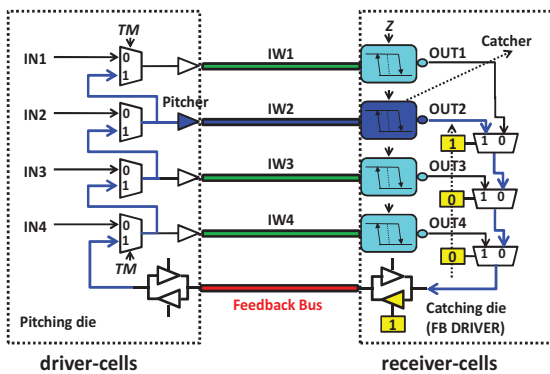 TM
Z
IN1
0
1
IW1
OUT1
Catcher
IN2
0
1
Pitcher
IW2
OUT2
1
1 0
IN3
0
1
IW3
OUT3
0
1 0
IN4
0
1
IW4
OUT4
0
1 0
TM
Feedback Bus
1
Pitching die
Catching die
(FB DRIVER)
driver-cells
receiver-cells